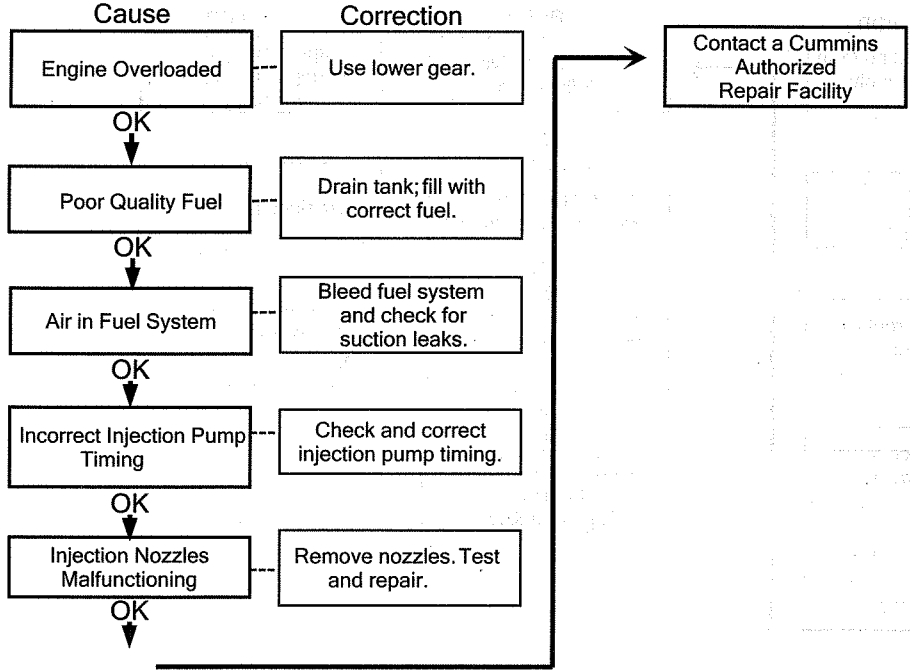 Cause
Correction
Engine Overloaded
Use lower gear.
OK
Poor Quality Fuel
Drain tank; fill with
correct fuel.
OK
Air in Fuel System
Bleed fuel system
and check for
suction leaks.
OK
Incorrect Injection Pump
Timing
Check and correct
injection pump timing.
OK
Injection Nozzles
Malfunctioning
Remove nozzles. Test
and repair.
OK
Contact a Cummins
Authorized
Repair Facility